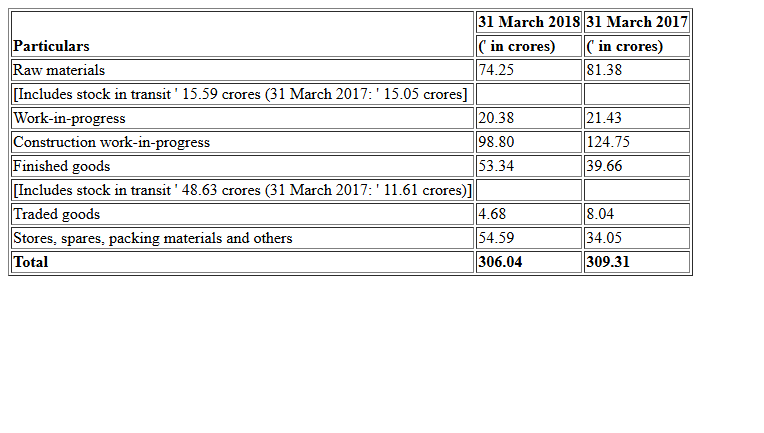 31 March 2018 31 March 2017
Particulars (' in crores) (' in crores)
Raw materials 74.25 81.38
[Includes stock in transit ' 15.59 crores (31 March 2017: ' 15.05 crores]
Work-in-progress 20.38 21.43
Construction work-in-progress 98.80 124.75
Finished goods 53.34 39.66
[Includes stock in transit ' 48.63 crores (31 March 2017: ' 11.61 crores)]
Traded goods 4.68 8.04
Stores, spares, packing materials and others 54.59 34.05
Total 306.04 309.31